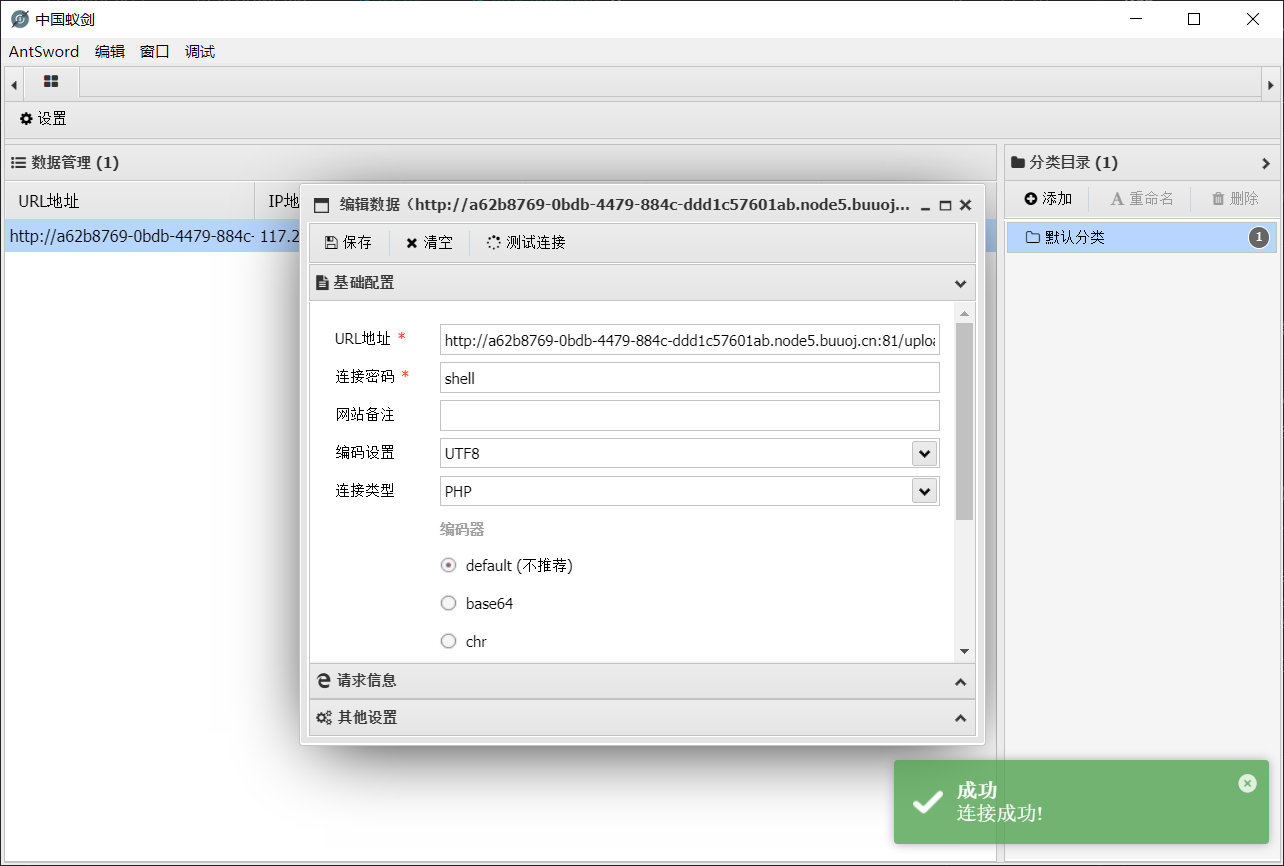 中国蚁剑
AntSword 编辑 窗口 调试
设置
数据管理 (1)
URL地址 IP地
http://a62b8769-0bdb-4479-884c- 117.2
分类目录 (1)
添加 重命名 删除
默认分类 1
编辑数据（http://a62b8769-0bdb-4479-884c-ddd1c57601ab.node5.buuoj...
保存 清空 测试连接
基础配置
URL地址 * http://a62b8769-0bdb-4479-884c-ddd1c57601ab.node5.buuoj.cn:81/uploa
连接密码 * shell
网站备注
编码设置 UTF8
连接类型 PHP
编码器
default (不推荐)
base64
chr
请求信息
其他设置
成功
连接成功!